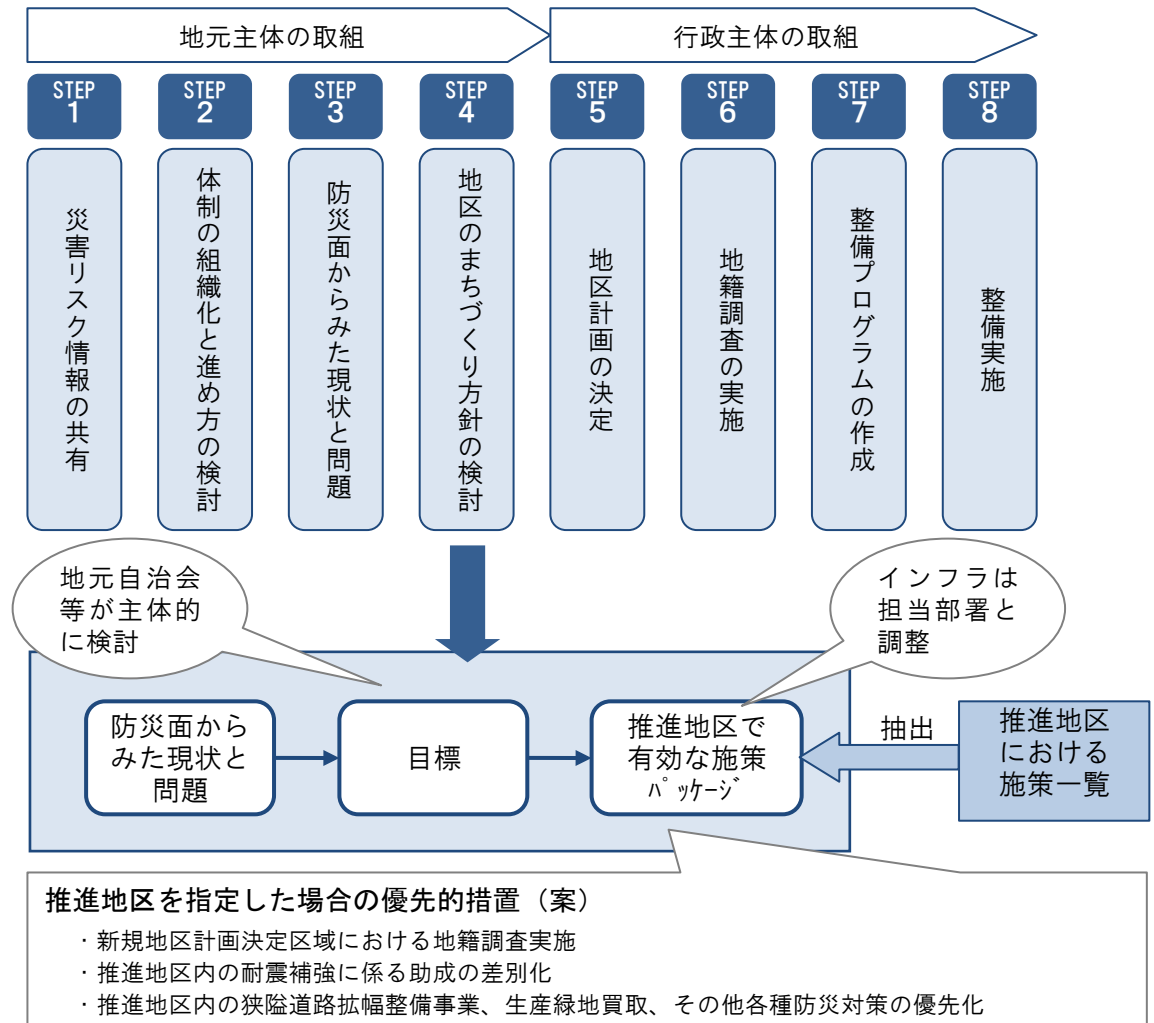 地元主体の取組
行政主体の取組
STEP
1
STEP
2
STEP
3
STEP
4
STEP
5
STEP
6
STEP
7
STEP
8
災害リスク情報の共有
体制の組織化と進め方の検討
防災面からみた現状と問題
地区のまちづくり方針の検討
地区計画の決定
地籍調査の実施
整備プログラムの作成
整備実施
地元自治会
等が主体的
に検討
インフラは
担当部署と
調整
防災面から
みた現状と
問題
目標
推進地区で
有効な施策
ﾊﾟｯｹｰｼﾞ
抽出
推進地区
における
施策一覧
推進地区を指定した場合の優先的措置（案）
・新規地区計画決定区域における地籍調査実施
・推進地区内の耐震補強に係る助成の差別化
・推進地区内の狭隘道路拡幅整備事業、生産緑地買取、その他各種防災対策の優先化